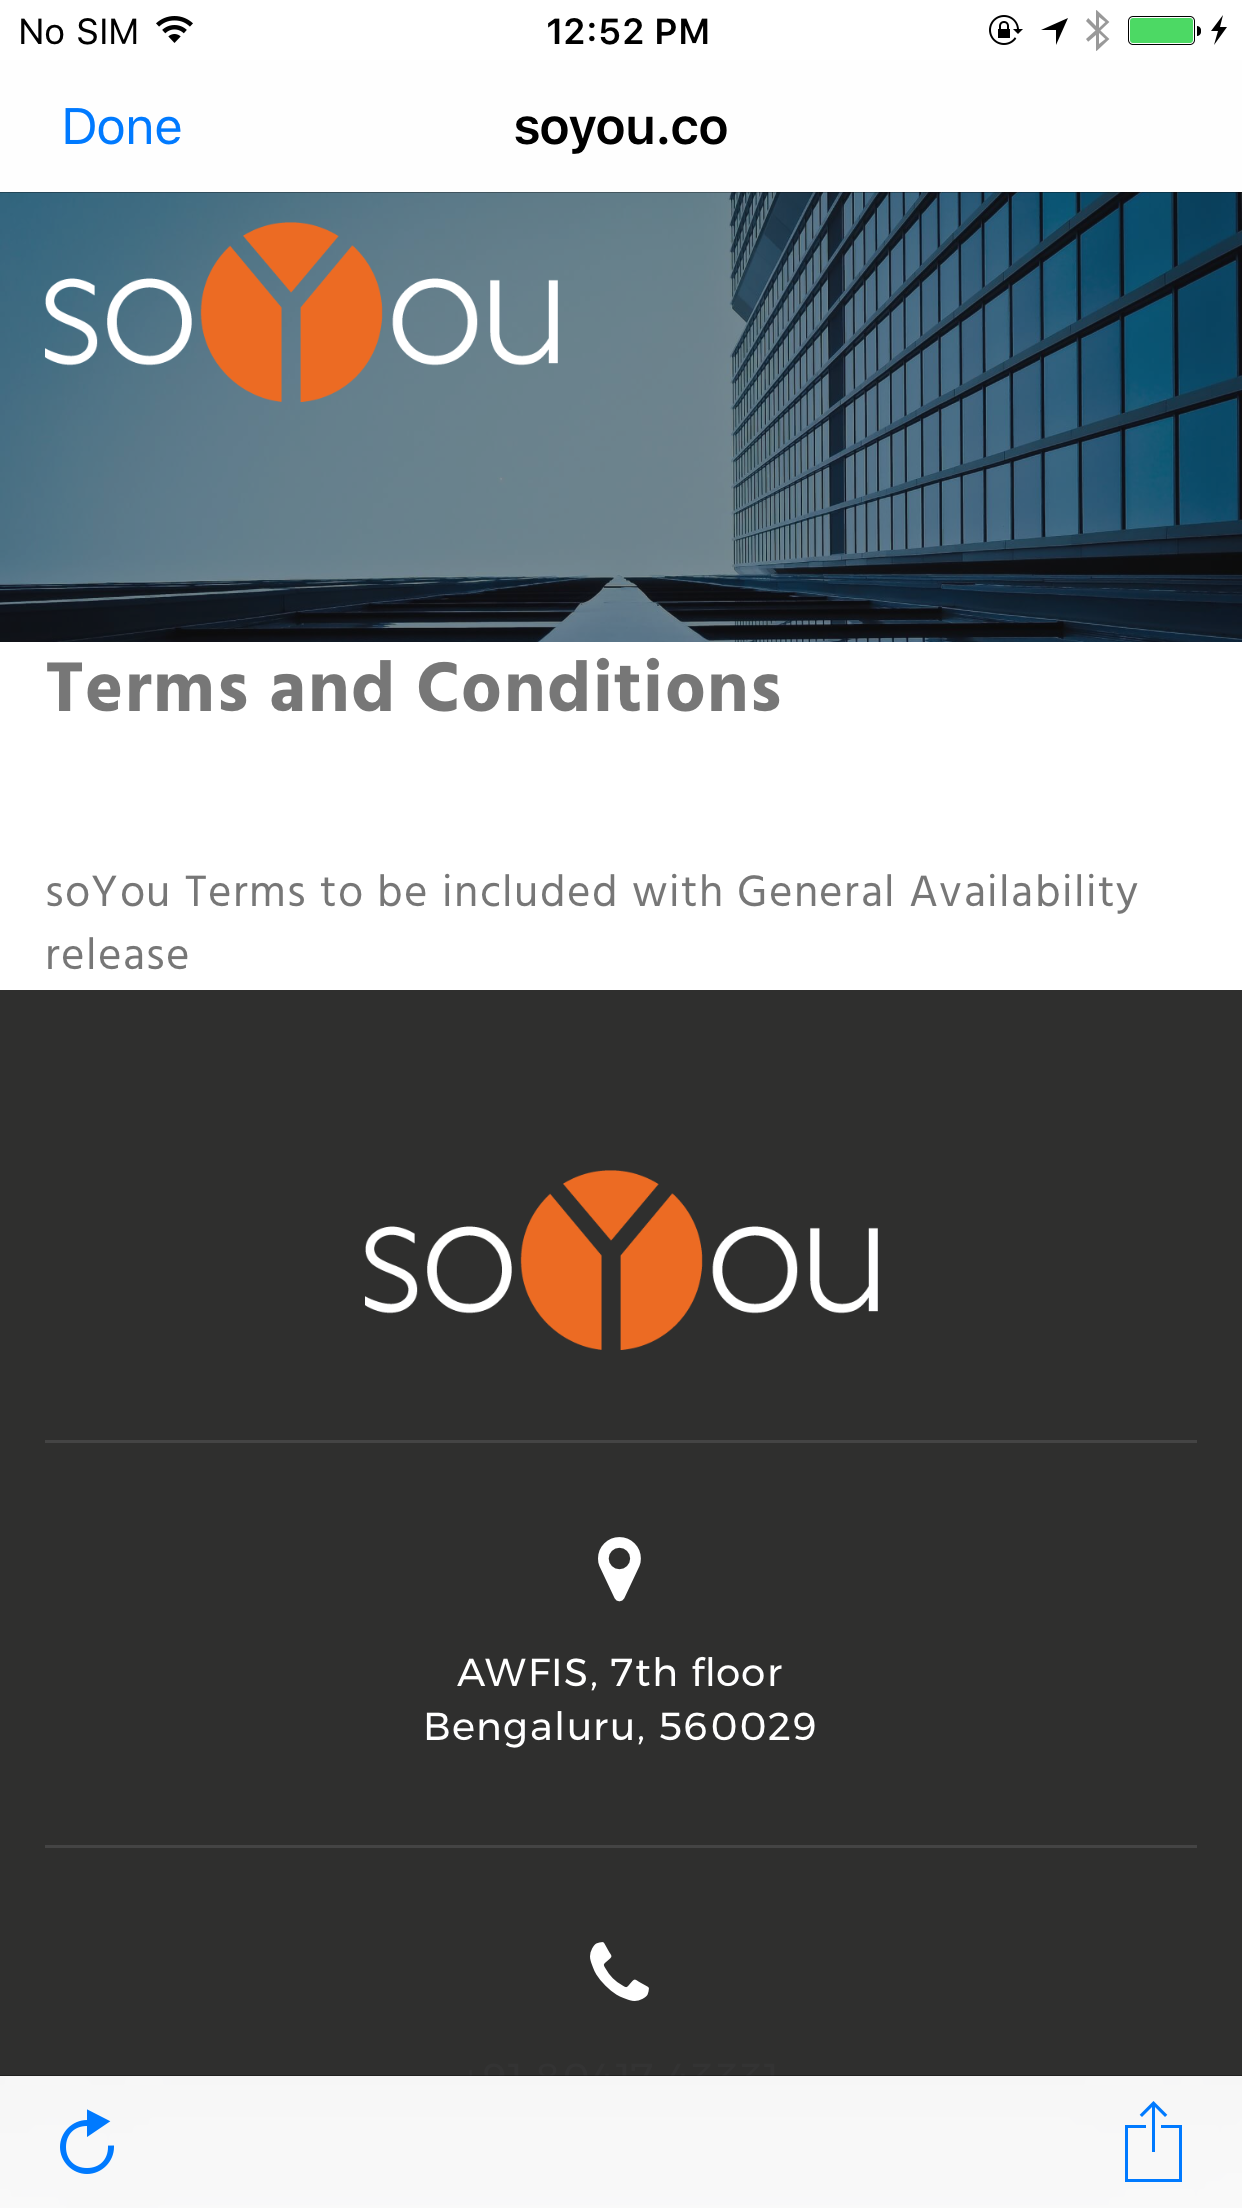 No SIM 12:52 PM
Done soyou.co
soYou
Terms and Conditions
soYou Terms to be included with General Availability
release
soYou
AWFIS, 7th floor
Bengaluru, 560029